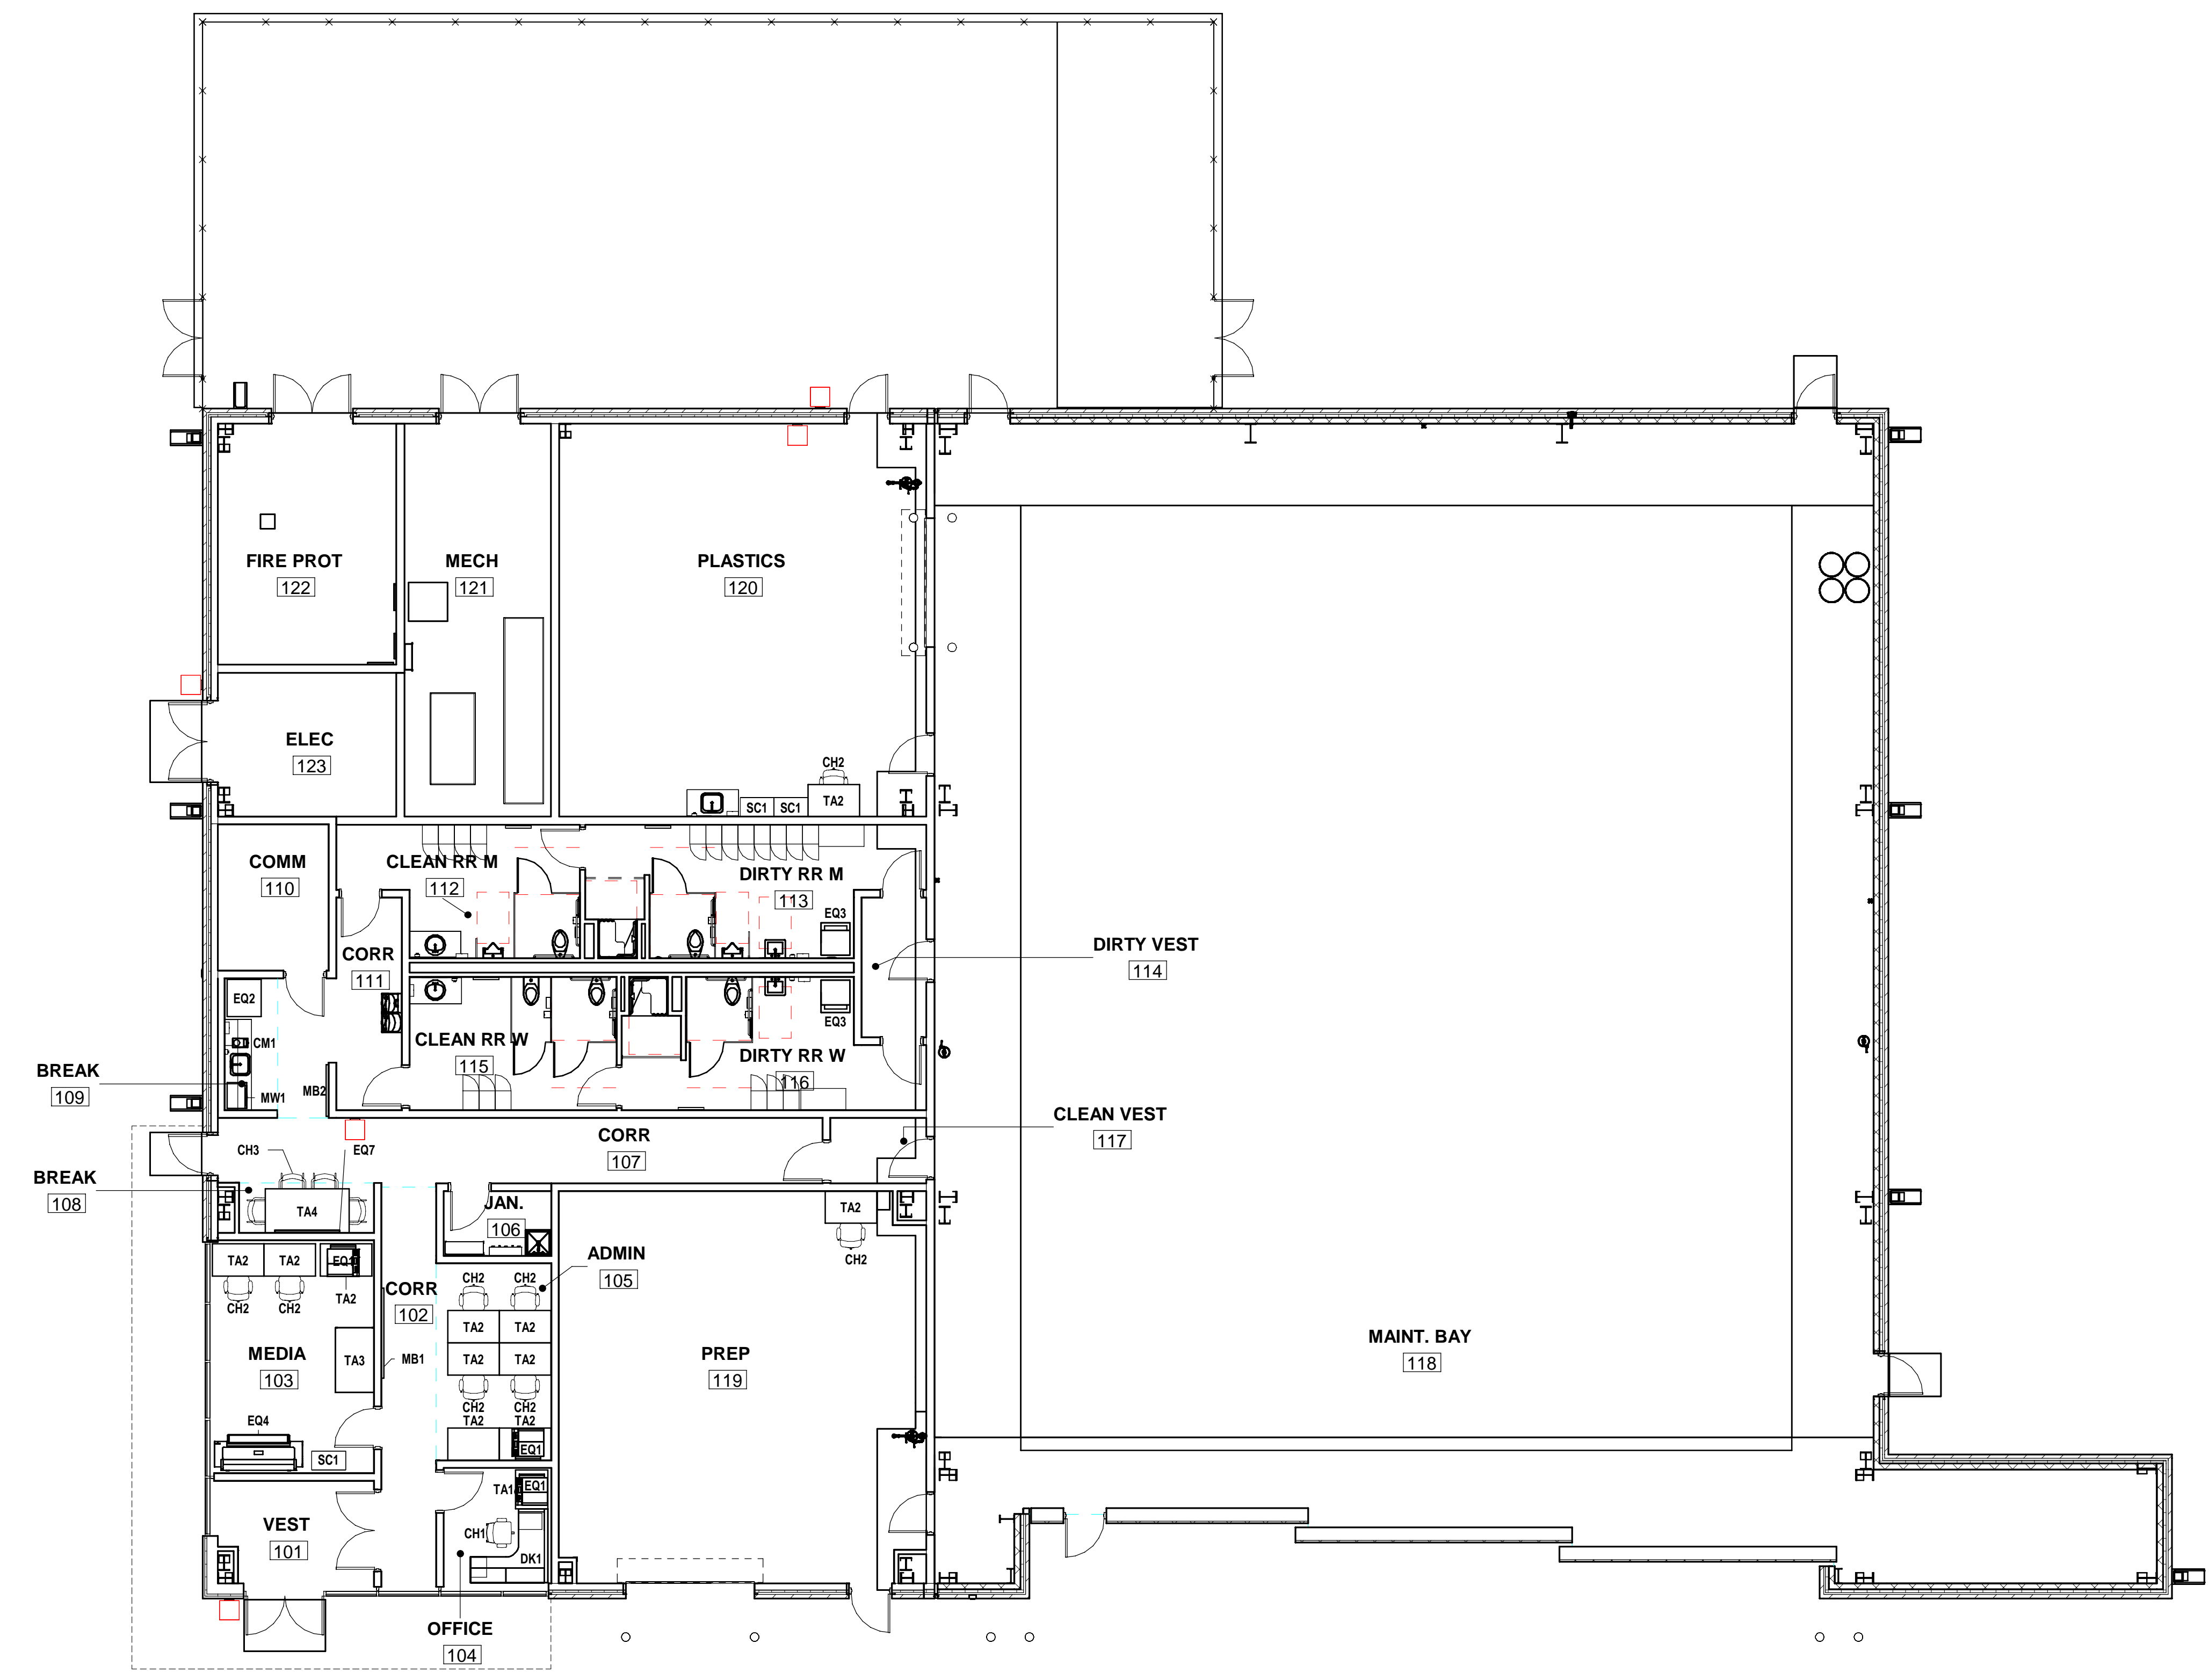 FIRE PROT
122
MECH
121
PLASTICS
120
ELEC
123
CH2
SC1 SC1 TA2
COMM
110
CLEAN RR M
112
DIRTY RR M
113
EQ3
CORR
111
DIRTY VEST
114
EQ2
CM1
EQ3
CLEAN RR W
115
DIRTY RR W
116
BREAK
109
MW1
MB2
CLEAN VEST
117
CH3
EQ7
CORR
107
BREAK
108
TA4
JAN.
106
TA2
CH2
ADMIN
105
TA2 TA2 EQ1
TA2
CH2 CH2
CORR
102
CH2 CH2
TA2 TA2
TA2 TA2
CH2 CH2
TA2 TA2
EQ1
MEDIA
103
TA3
MB1
PREP
119
MAINT. BAY
118
EQ4
SC1
TA1
EQ1
CH1
DK1
VEST
101
OFFICE
104